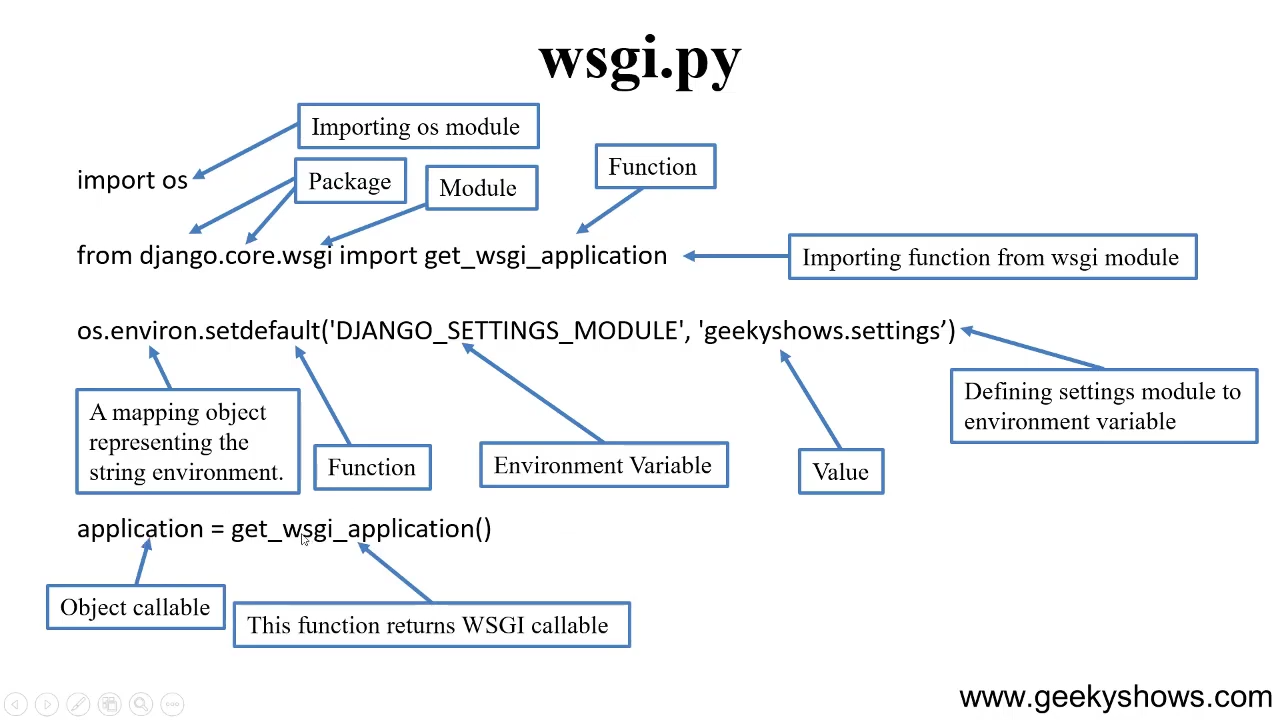 wsgi.py
Importing os module
import os
Package
Module
Function
from django.core.wsgi import get_wsgi_application
Importing function from wsgi module
os.environ.setdefault('DJANGO_SETTINGS_MODULE', 'geekyshows.settings’)
A mapping object
representing the
string environment.
Function
Environment Variable
Value
Defining settings module to
environment variable
application = get_wsgi_application()
Object callable
This function returns WSGI callable
www.geekyshows.com